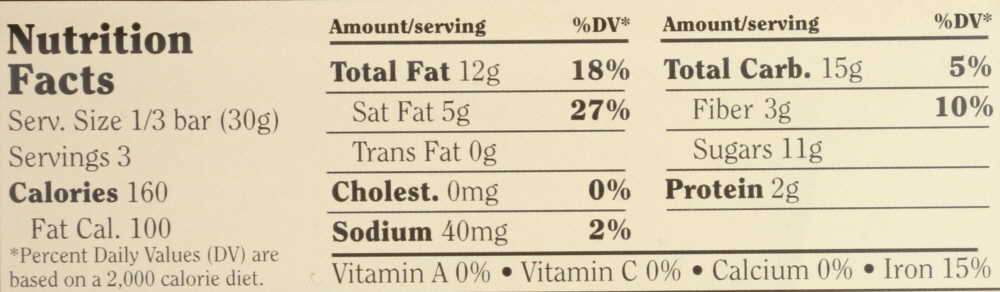 Nutrition
Facts
Serv. Size 1/3 bar (30g)
Servings 3
Calories 160
Fat Cal. 100
*Percent Daily Values (DV) are
based on a 2,000 calorie diet.
Amount/serving %DV*
Total Fat 12g 18%
Sat Fat 5g 27%
Trans Fat 0g
Cholest. 0mg 0%
Sodium 40mg 2%
Amount/serving %DV*
Total Carb. 15g 5%
Fiber 3g 10%
Sugars 11g
Protein 2g
Vitamin A 0% • Vitamin C 0% • Calcium 0% • Iron 15%